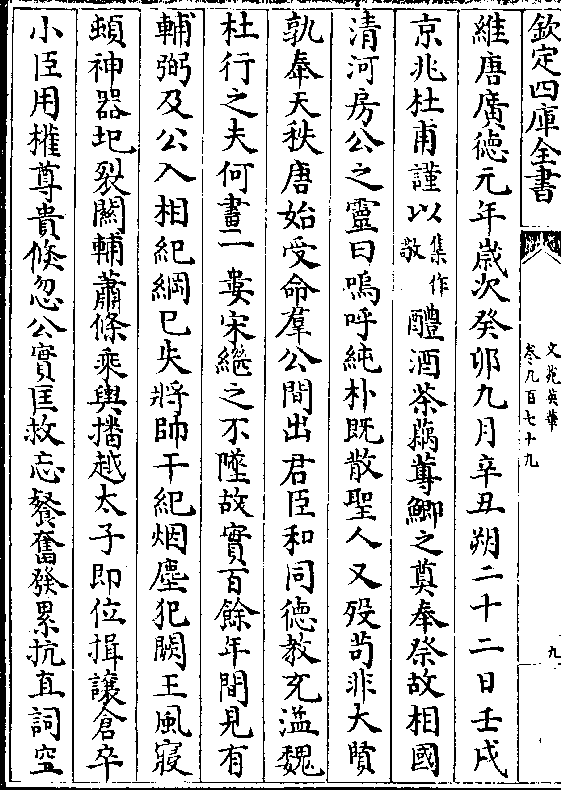 欽定四庫全書
文苑英華
卷九百七十九
九
維唐廣德元年歲次癸卯九月辛丑朔二十二日壬戌
京兆杜甫謹以集作敬醴酒茶藕蓴鯽之奠奉祭故相國
清河房公之靈曰嗚呼純朴既散聖人又歿茍非大賢
孰奉天秩唐始受命羣公間出君臣和同德教充溢魏
杜行之夫何畫一婁宋繼之不墜故實百餘年間見有
輔弼及公入相紀綱已失將帥干紀烟塵犯闕王風寢
頓神器圯裂闗輔蕭條乗輿播越太子即位揖讓倉卒
小臣用權尊貴倏忽公實匡救忘餐奮發累抗直詞空